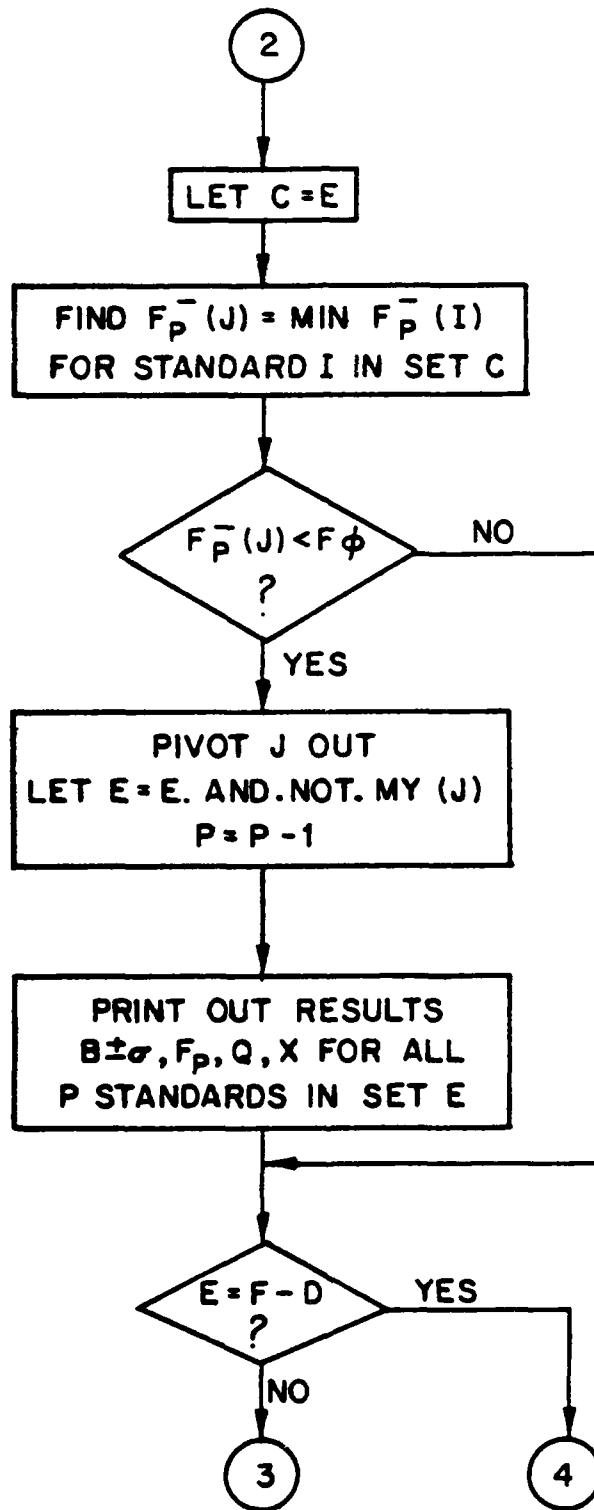 2
LET C = E
FIND F_P^- (J) = MIN F_P^- (I)
FOR STANDARD I IN SET C
F_P^- (J) < F ϕ
?
NO
YES
PIVOT J OUT
LET E = E. AND. NOT. MY (J)
P = P - 1
PRINT OUT RESULTS
B ± σ, F_P, Q, X FOR ALL
P STANDARDS IN SET E
E = F - D
?
YES
NO
3
4